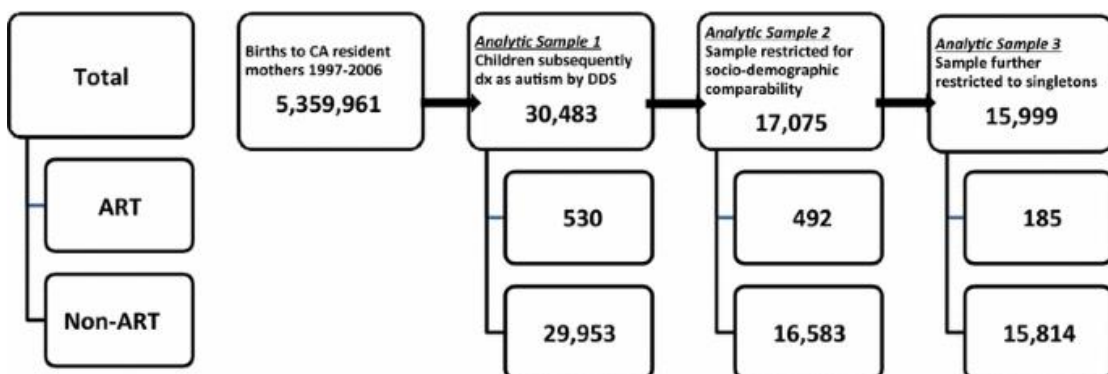 Total
ART
Non-ART
Births to CA resident
mothers 1997-2006
5,359,961
Analytic Sample 1
Children subsequently
dx as autism by DDS
30,483
530
29,953
Analytic Sample 2
Sample restricted for
socio-demographic
comparability
17,075
492
16,583
Analytic Sample 3
Sample further
restricted to singletons
15,999
185
15,814